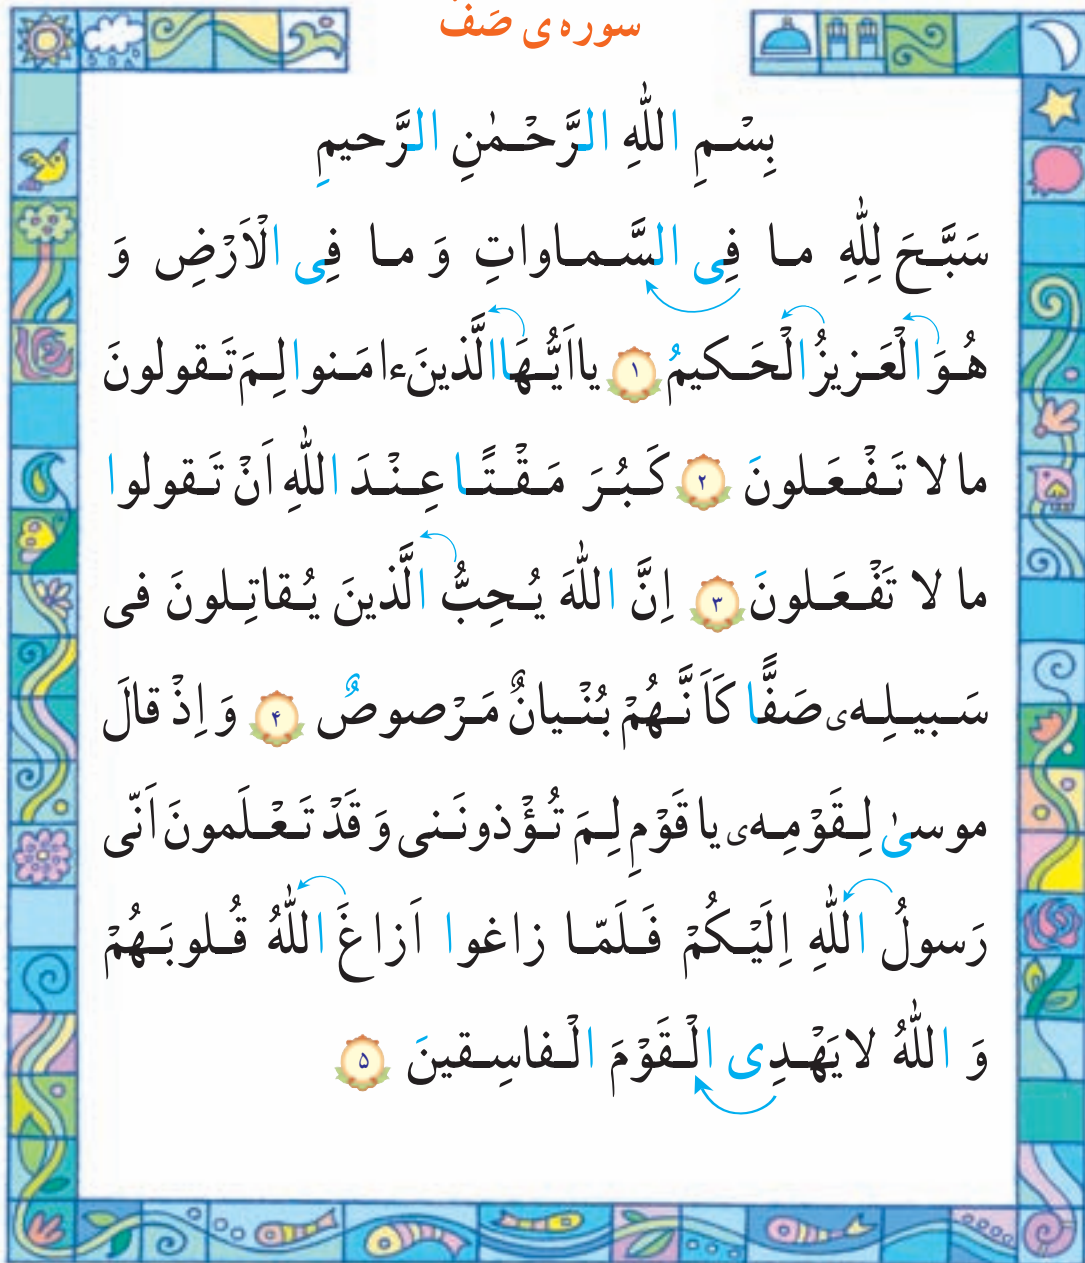 سوره‌ی صَفّ
بِسْمِ اللّٰهِ الرَّحْمٰنِ الرَّحیمِ
سَبَّحَ لِلّٰهِ ما فِی السَّماواتِ وَ ما فِی الْاَرْضِ وَ
هُوَ الْعَزیزُ الْحَکیمُ ۱ یا اَیُّهَا الَّذینَ ءامَنوا لِمَ تَقولونَ
ما لا تَفْعَلونَ ۲ کَبُرَ مَقْتًا عِنْدَ اللّٰهِ اَنْ تَقولوا
ما لا تَفْعَلونَ ۳ اِنَّ اللّٰهَ یُحِبُّ الَّذینَ یُقاتِلونَ فی
سَبیلِه‌ی صَفًّا کَاَنَّهُمْ بُنْیانٌ مَرْصوصٌ ۴ وَ اِذْ قالَ
موسیٰ لِقَوْمِه‌ی یا قَوْمِ لِمَ تُؤْذونَنی وَ قَدْ تَعْلَمونَ اَنّی
رَسولُ اللّٰهِ اِلَیْکُمْ فَلَمّا زاغوا اَزاغَ اللّٰهُ قُلوبَهُمْ
وَ اللّٰهُ لا یَهْدِی الْقَوْمَ الْفاسِقینَ ۵